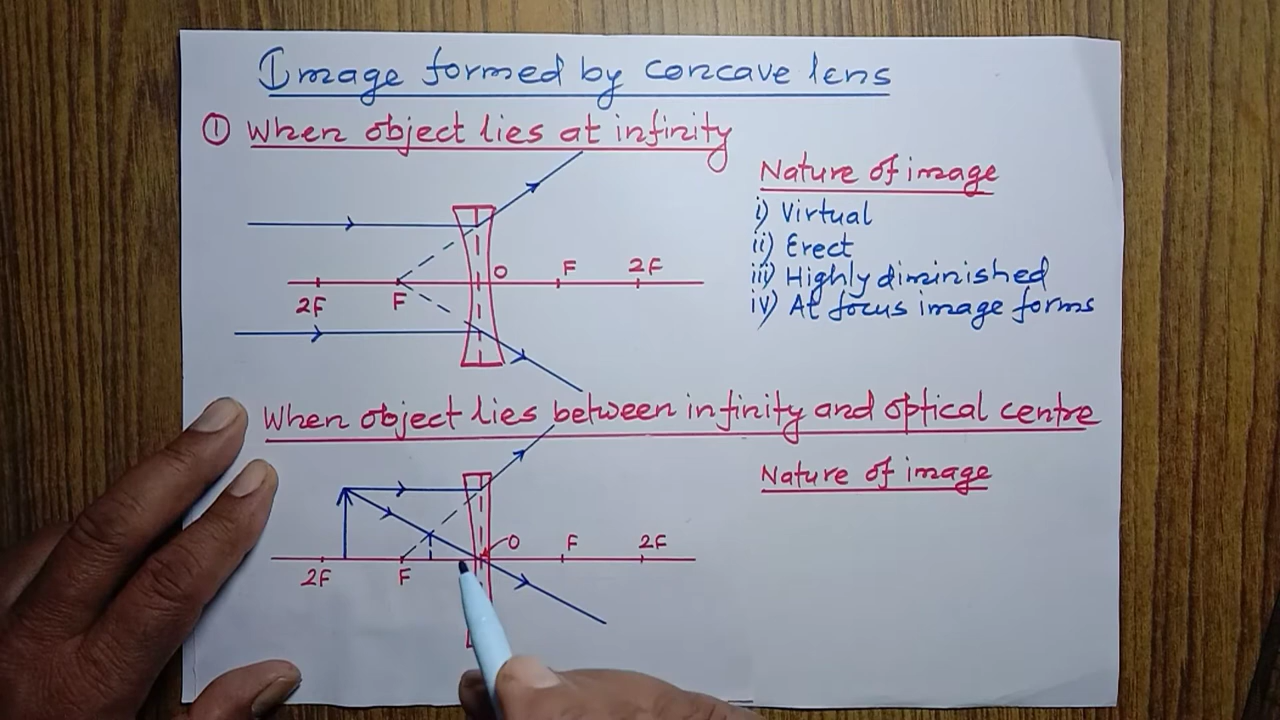 Image formed by concave lens
① When object lies at infinity
Nature of image
i) Virtual
ii) Erect
iii) Highly diminished
iv) At focus image forms
O F 2F
2F F
When object lies between infinity and optical centre
Nature of image
O F 2F
2F F